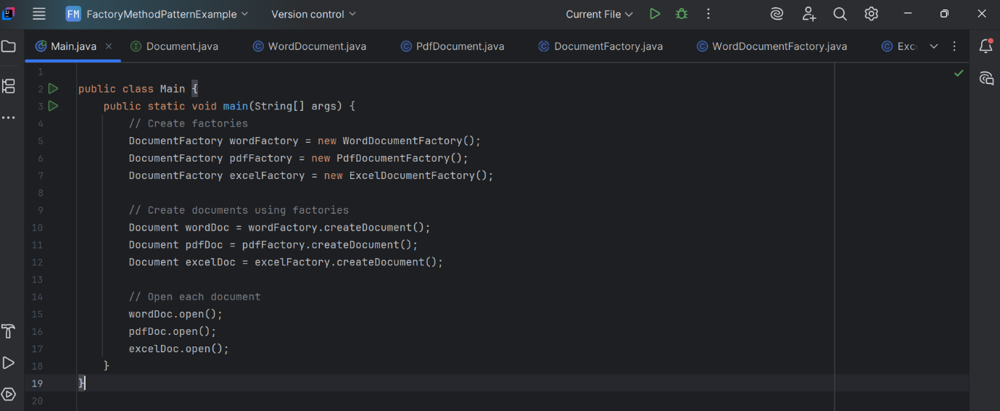 FM FactoryMethodPatternExample Version control Current File
Main.java Document.java WordDocument.java PdfDocument.java DocumentFactory.java WordDocumentFactory.java Exc
1
2 public class Main {
3 public static void main(String[] args) {
4 // Create factories
5 DocumentFactory wordFactory = new WordDocumentFactory();
6 DocumentFactory pdfFactory = new PdfDocumentFactory();
7 DocumentFactory excelFactory = new ExcelDocumentFactory();
8
9 // Create documents using factories
10 Document wordDoc = wordFactory.createDocument();
11 Document pdfDoc = pdfFactory.createDocument();
12 Document excelDoc = excelFactory.createDocument();
13
14 // Open each document
15 wordDoc.open();
16 pdfDoc.open();
17 excelDoc.open();
18 }
19 }
20